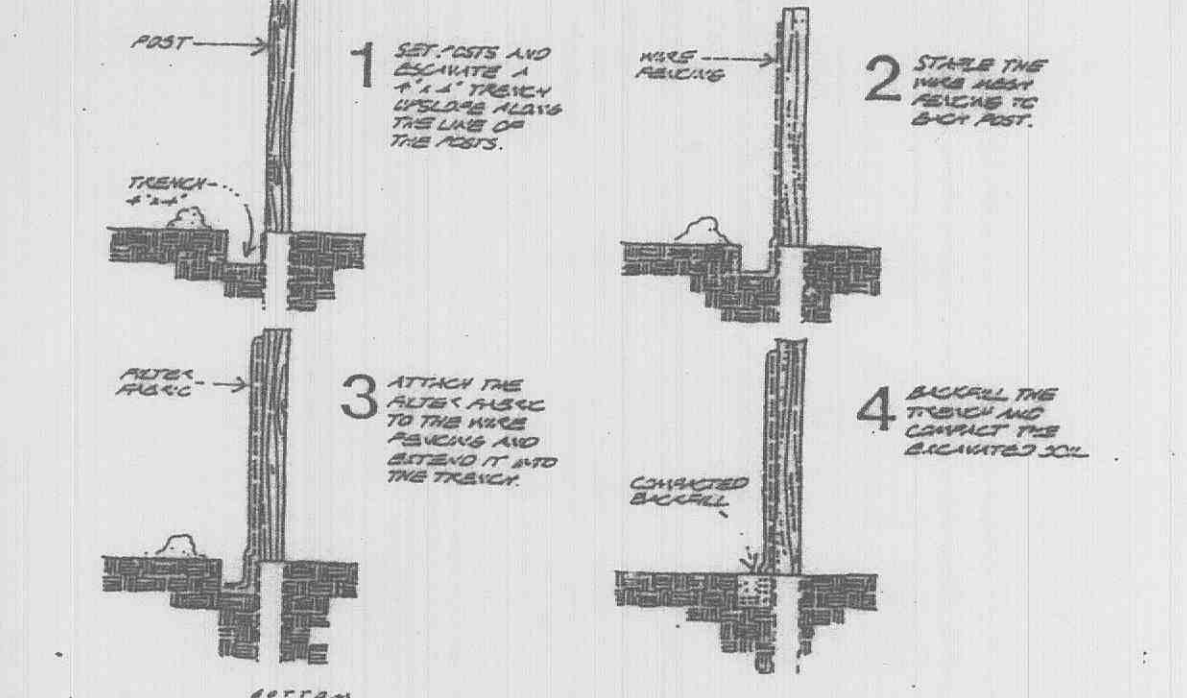 POST
1
SET POSTS AND
EXCAVATE A
4"x4" TRENCH
UPSLOPE ALONG
THE LINE OF
THE POSTS.
TRENCH
4"x4"
WIRE
FENCING
2
STAPLE THE
WIRE MESH
FENCING TO
EACH POST.
FILTER
FABRIC
3
ATTACH THE
FILTER FABRIC
TO THE WIRE
FENCING AND
EXTEND IT INTO
THE TRENCH.
4
BACKFILL THE
TRENCH AND
COMPACT THE
EXCAVATED SOIL
COMPACTED
BACKFILL
BOTTOM